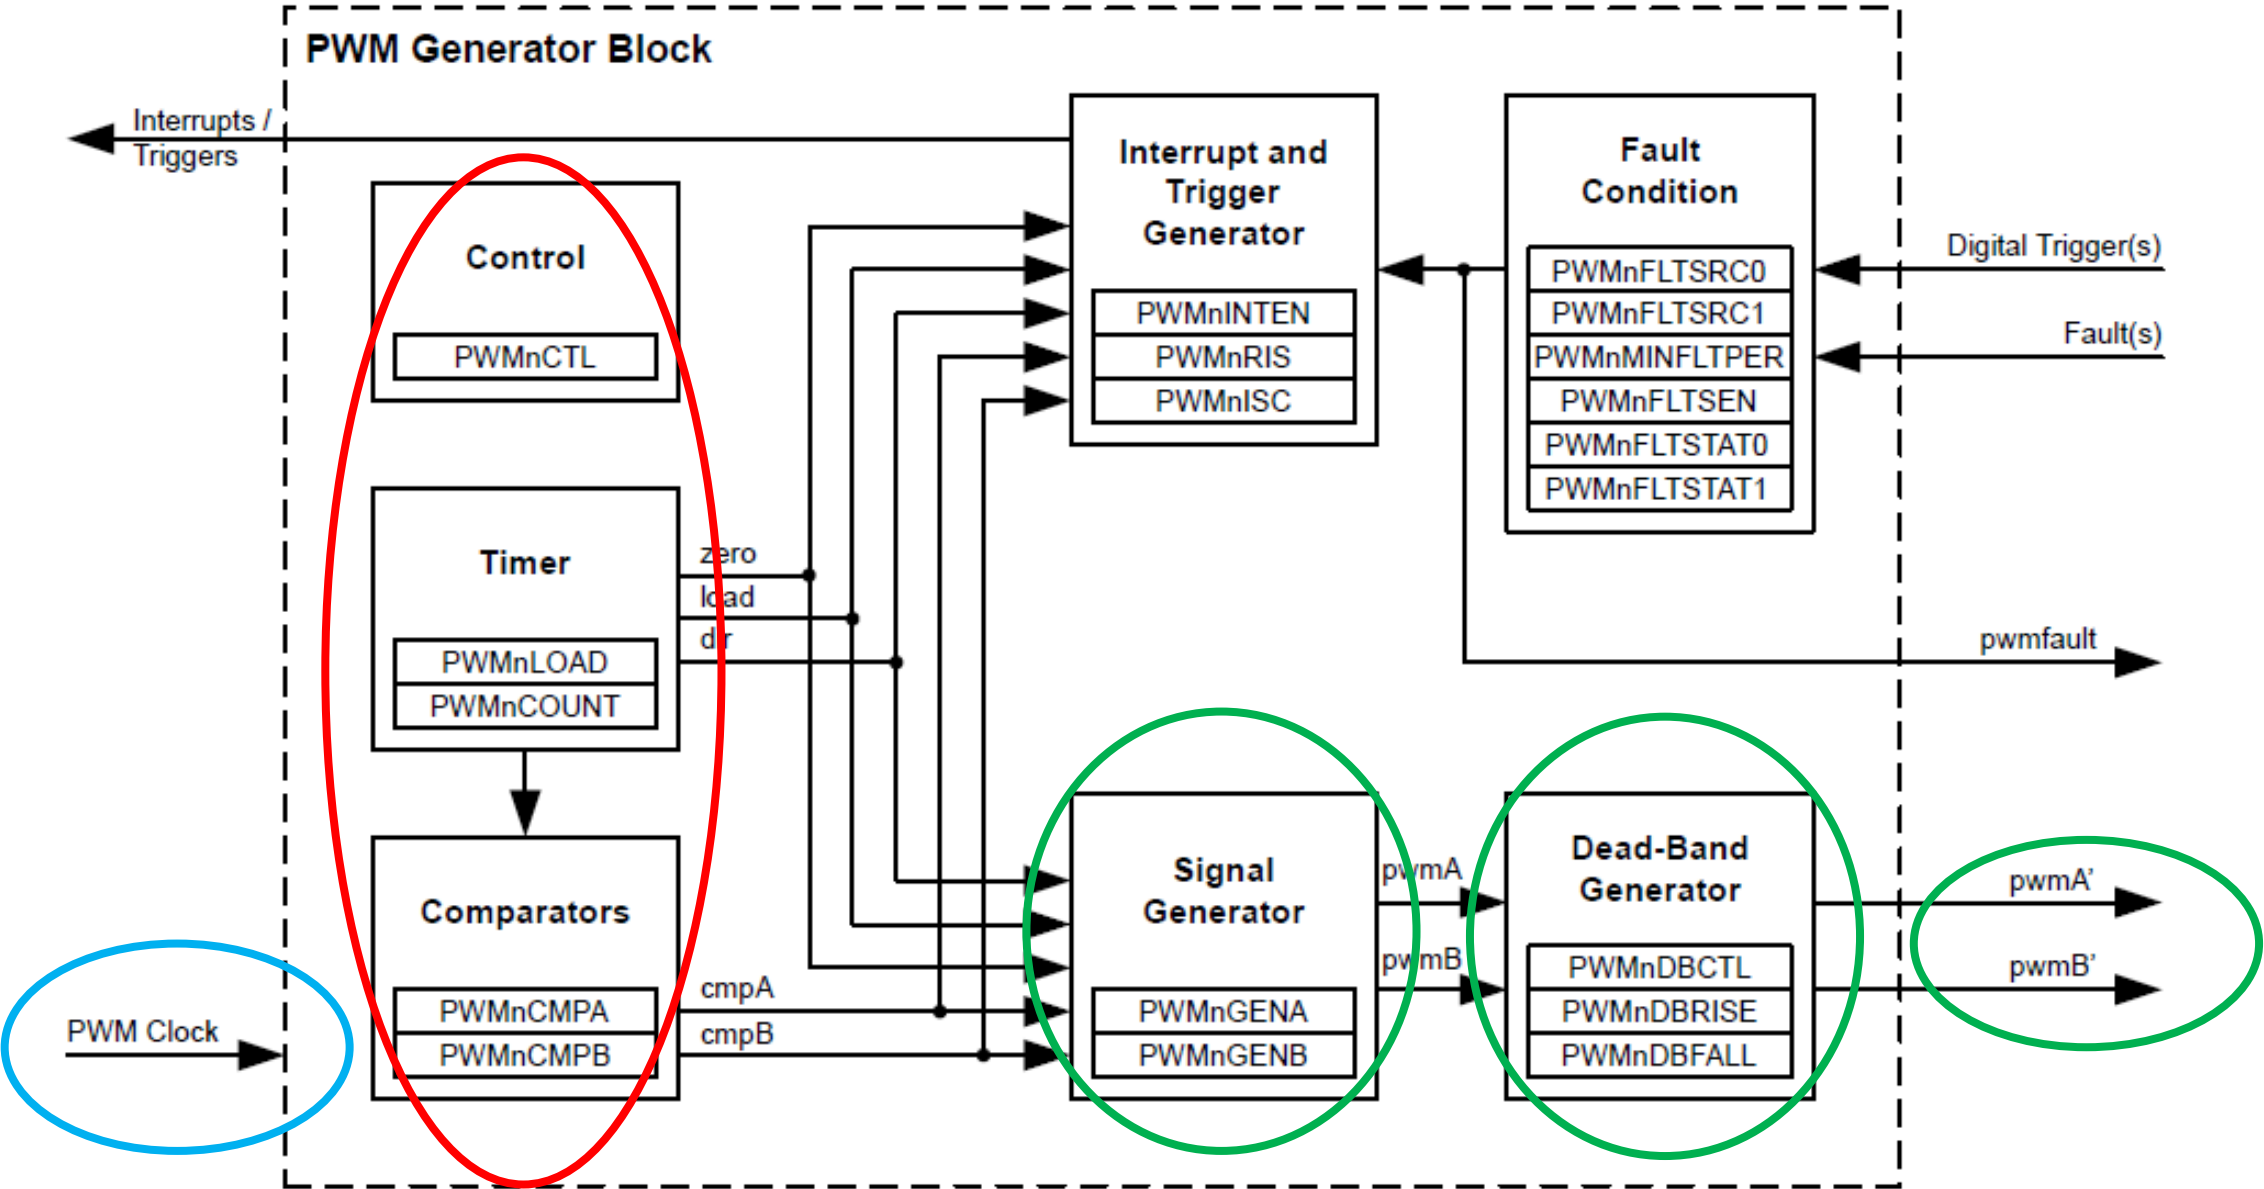 PWM Generator Block
Interrupts /
Triggers
Control
PWMnCTL
Timer
PWMnLOAD
PWMnCOUNT
zero
load
dir
Comparators
PWMnCMPA
PWMnCMPB
cmpA
cmpB
PWM Clock
Interrupt and
Trigger
Generator
PWMnINTEN
PWMnRIS
PWMnISC
Fault
Condition
PWMnFLTSRC0
PWMnFLTSRC1
PWMnMINFLTPER
PWMnFLTSEN
PWMnFLTSTAT0
PWMnFLTSTAT1
Digital Trigger(s)
Fault(s)
pwmfault
Signal
Generator
PWMnGENA
PWMnGENB
pwmA
pwmB
Dead-Band
Generator
PWMnDBCTL
PWMnDBRISE
PWMnDBFALL
pwmA’
pwmB’